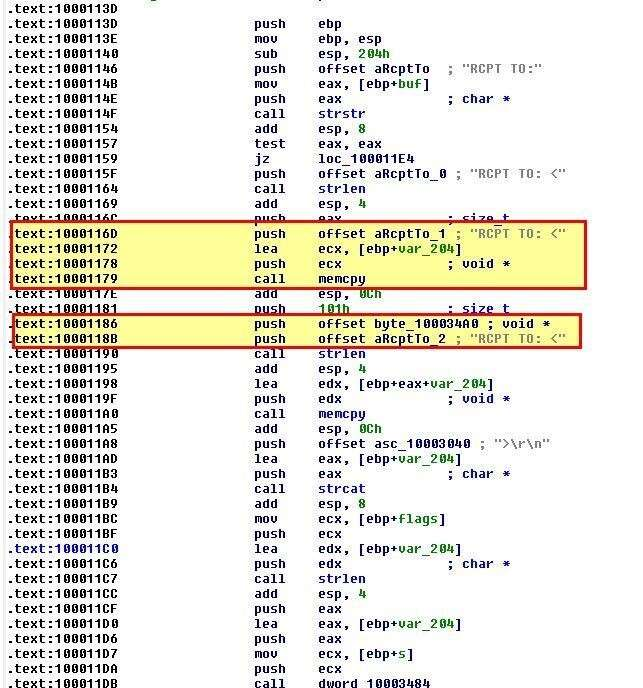 .text:1000113D
.text:1000113D push ebp
.text:1000113E mov ebp, esp
.text:10001140 sub esp, 204h
.text:10001146 push offset aRcptTo ; "RCPT TO:"
.text:1000114B mov eax, [ebp+buf]
.text:1000114E push eax ; char *
.text:1000114F call strstr
.text:10001154 add esp, 8
.text:10001157 test eax, eax
.text:10001159 jz loc_100011E4
.text:1000115F push offset aRcptTo_0 ; "RCPT TO: <"
.text:10001164 call strlen
.text:10001169 add esp, 4
.text:1000116C push eax ; size_t
.text:1000116D push offset aRcptTo_1 ; "RCPT TO: <"
.text:10001172 lea ecx, [ebp+var_204]
.text:10001178 push ecx ; void *
.text:10001179 call memcpy
.text:1000117E add esp, 0Ch
.text:10001181 push 101h ; size_t
.text:10001186 push offset byte_100034A0 ; void *
.text:1000118B push offset aRcptTo_2 ; "RCPT TO: <"
.text:10001190 call strlen
.text:10001195 add esp, 4
.text:10001198 lea edx, [ebp+eax+var_204]
.text:1000119F push edx ; void *
.text:100011A0 call memcpy
.text:100011A5 add esp, 0Ch
.text:100011A8 push offset asc_10003040 ; ">\r\n"
.text:100011AD lea eax, [ebp+var_204]
.text:100011B3 push eax ; char *
.text:100011B4 call strcat
.text:100011B9 add esp, 8
.text:100011BC mov ecx, [ebp+flags]
.text:100011BF push ecx
.text:100011C0 lea edx, [ebp+var_204]
.text:100011C6 push edx ; char *
.text:100011C7 call strlen
.text:100011CC add esp, 4
.text:100011CF push eax
.text:100011D0 lea eax, [ebp+var_204]
.text:100011D6 push eax
.text:100011D7 mov ecx, [ebp+s]
.text:100011DA push ecx
.text:100011DB call dword_10003484